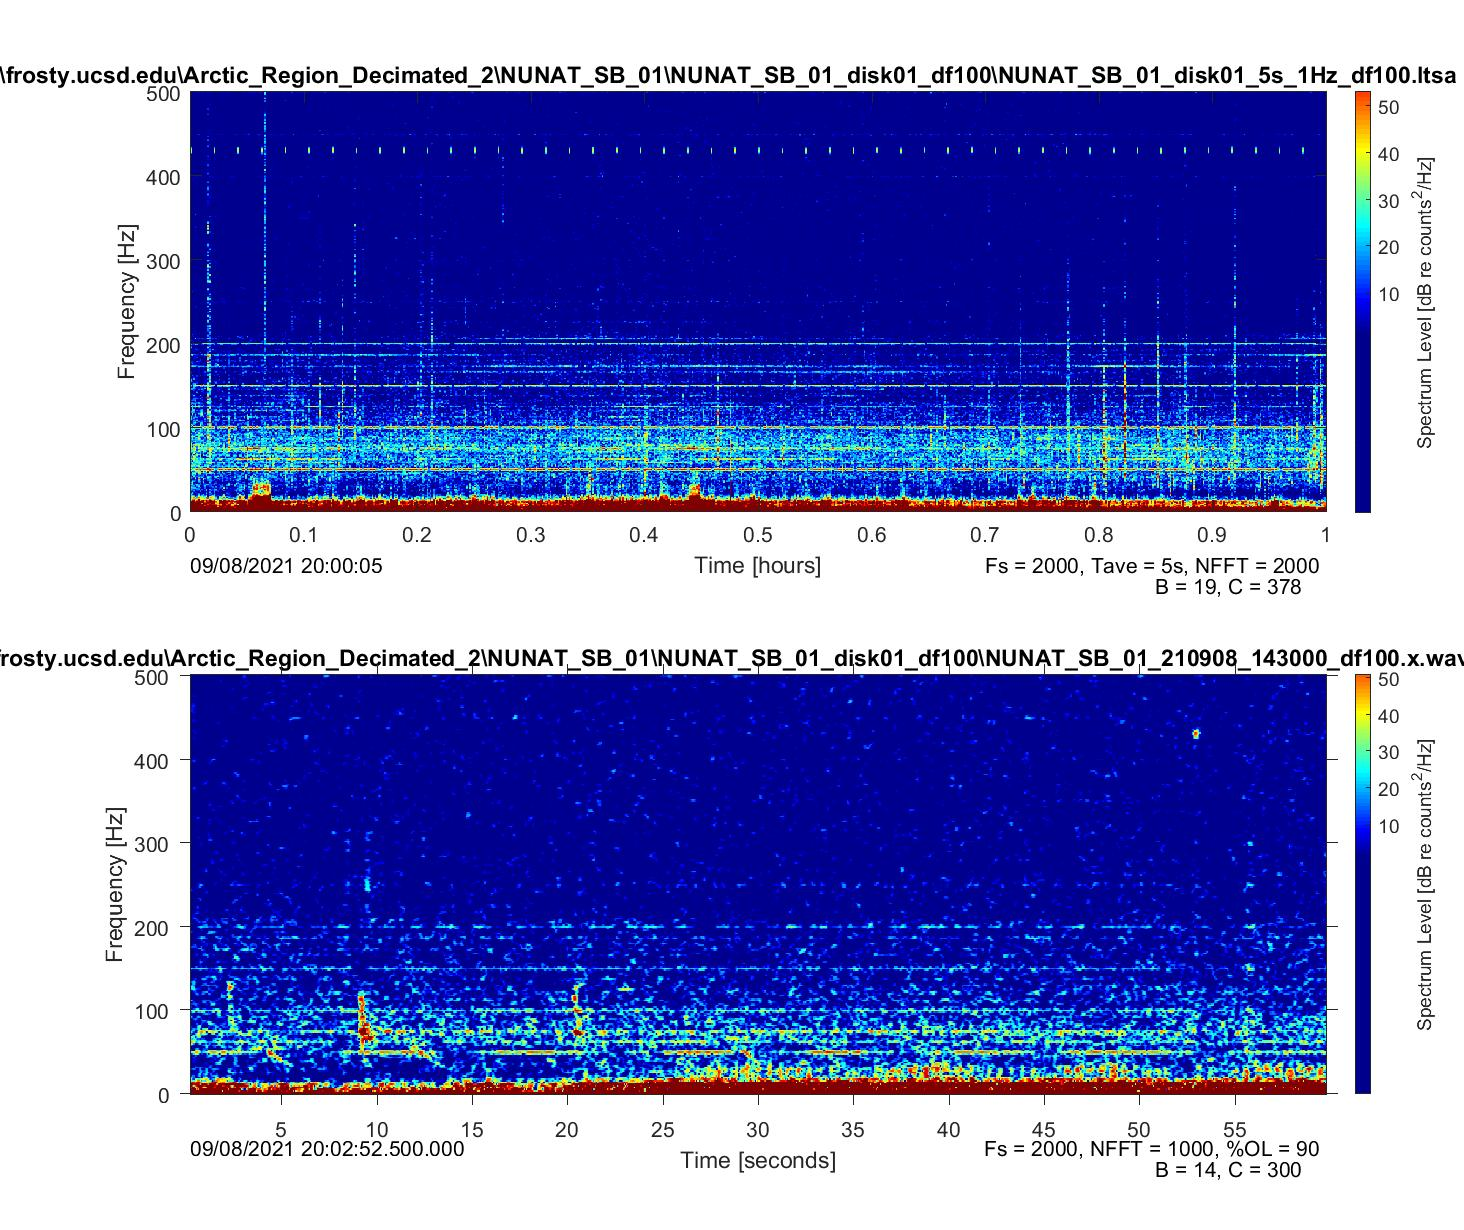 \frosty.ucsd.edu\Arctic_Region_Decimated_2\NUNAT_SB_01\NUNAT_SB_01_disk01_df100\NUNAT_SB_01_disk01_5s_1Hz_df100.ltsa
500
400
300
200
100
0
Frequency [Hz]
0 0.1 0.2 0.3 0.4 0.5 0.6 0.7 0.8 0.9 1
Time [hours]
09/08/2021 20:00:05
Fs = 2000, Tave = 5s, NFFT = 2000
B = 19, C = 378
50
40
30
20
10
Spectrum Level [dB re counts²/Hz]
frosty.ucsd.edu\Arctic_Region_Decimated_2\NUNAT_SB_01\NUNAT_SB_01_disk01_df100\NUNAT_SB_01_210908_143000_df100.x.wav
500
400
300
200
100
0
Frequency [Hz]
5 10 15 20 25 30 35 40 45 50 55
Time [seconds]
09/08/2021 20:02:52.500.000
Fs = 2000, NFFT = 1000, %OL = 90
B = 14, C = 300
50
40
30
20
10
Spectrum Level [dB re counts²/Hz]